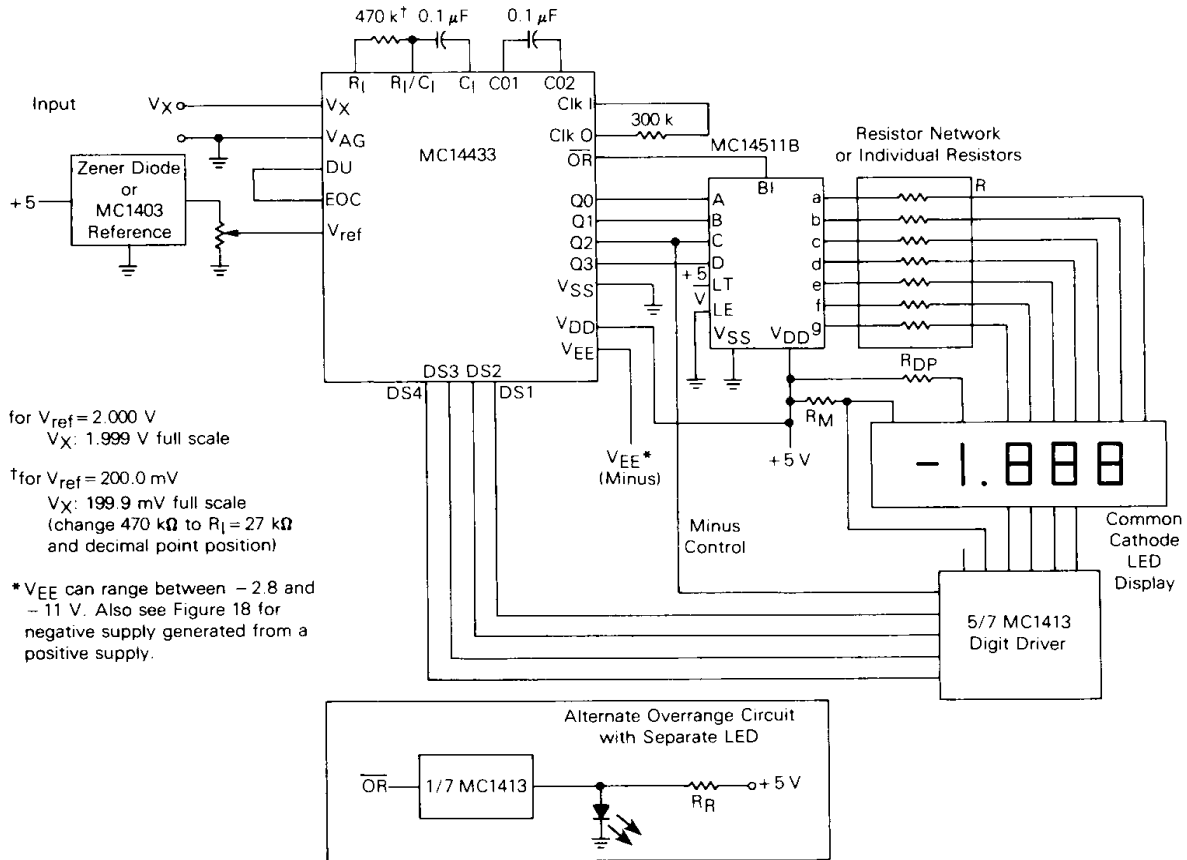 470 k† 0.1 μF 0.1 μF
RI RI/CI CI C01 C02
Input VX VX
VAG
DU
EOC
Vref
MC14433
Clk I
Clk O
300 k
OR
Q0
Q1
Q2
Q3
VSS
VDD
VEE
DS4 DS3 DS2 DS1
+5
Zener Diode
or
MC1403
Reference
MC14511B
BI
A
B
C
D
+5
V
LT
LE
VSS VDD
a
b
c
d
e
f
g
Resistor Network
or Individual Resistors
R
RDP
RM
+5 V
VEE*
(Minus)
-1.888
Common
Cathode
LED
Display
Minus
Control
5/7 MC1413
Digit Driver
for Vref = 2.000 V
VX: 1.999 V full scale
†for Vref = 200.0 mV
VX: 199.9 mV full scale
(change 470 kΩ to RI = 27 kΩ
and decimal point position)
*VEE can range between −2.8 and
−11 V. Also see Figure 18 for
negative supply generated from a
positive supply.
Alternate Overrange Circuit
with Separate LED
OR 1/7 MC1413 RR +5 V